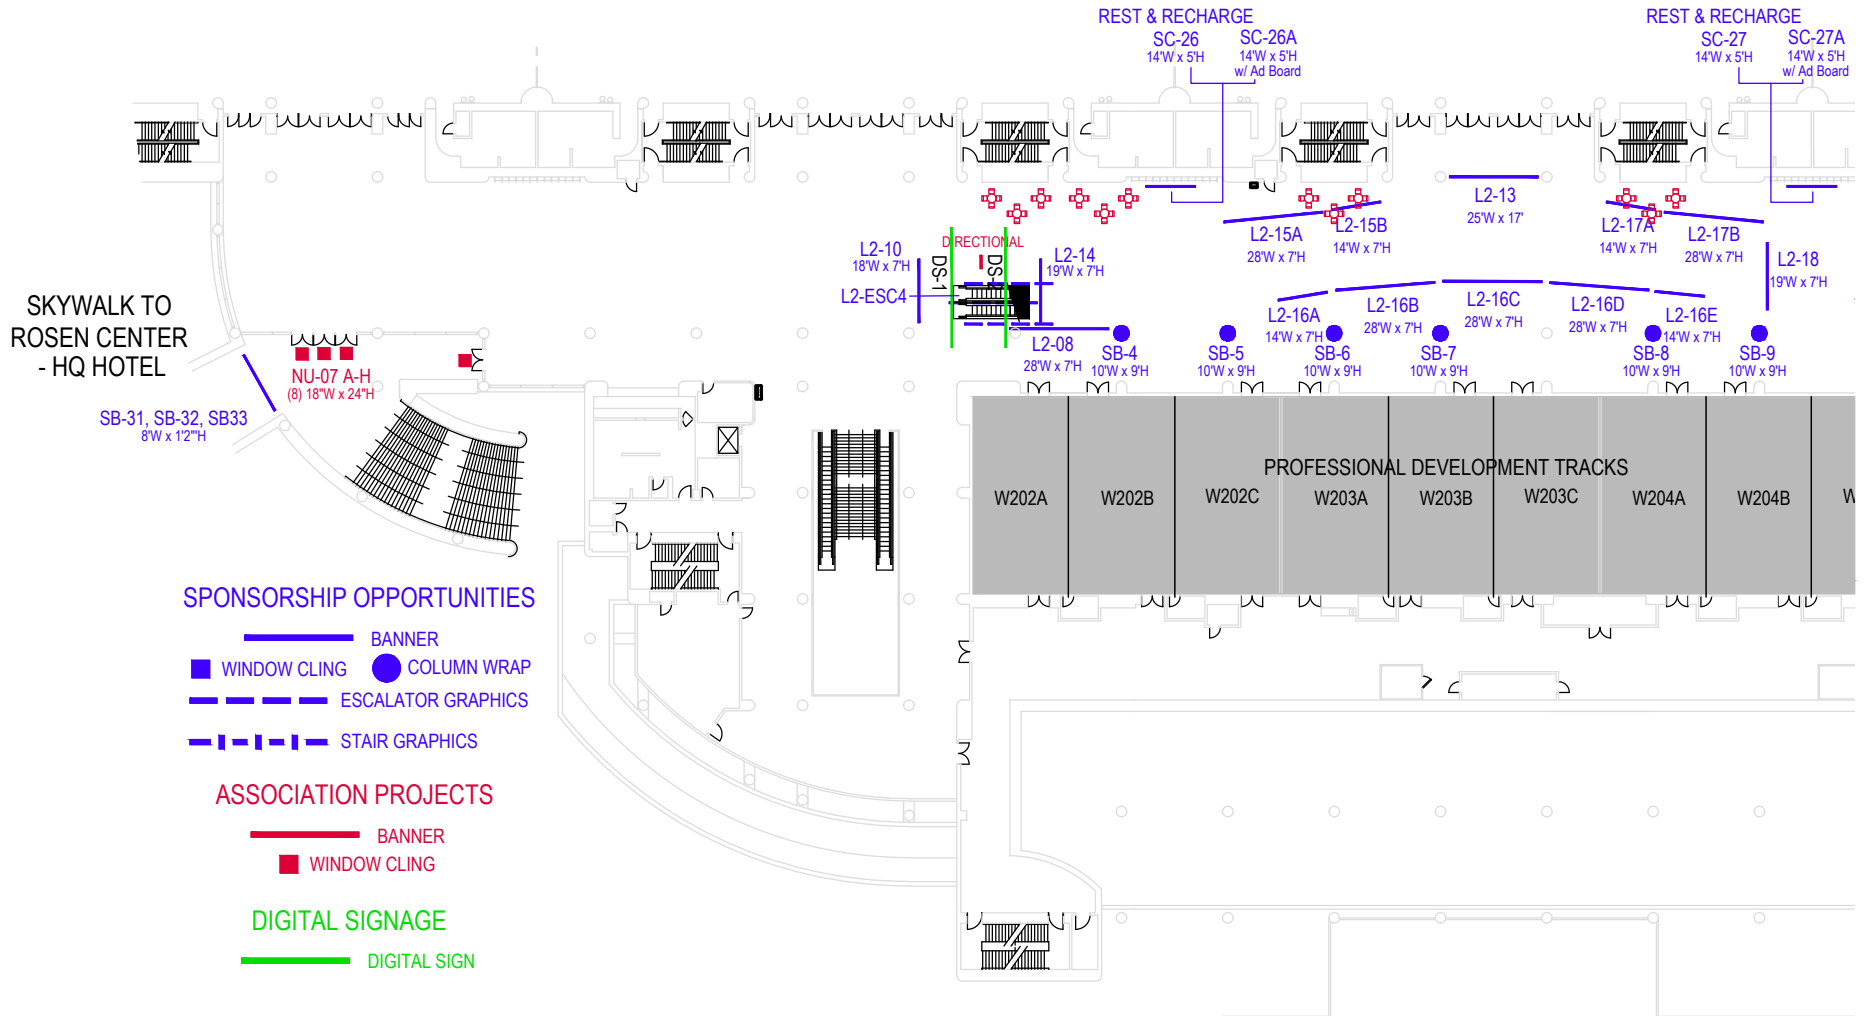 REST & RECHARGE
SC-26
14'W x 5'H
SC-26A
14'W x 5'H
w/ Ad Board
REST & RECHARGE
SC-27
14'W x 5'H
SC-27A
14'W x 5'H
w/ Ad Board
L2-13
25'W x 17'
L2-15A
28'W x 7'H
L2-15B
14'W x 7'H
L2-17A
14'W x 7'H
L2-17B
28'W x 7'H
L2-18
19'W x 7'H
L2-10
18'W x 7'H
L2-ESC4
DS-1
DIRECTIONAL
L2-14
19'W x 7'H
L2-16A
14'W x 7'H
L2-16B
28'W x 7'H
L2-16C
28'W x 7'H
L2-16D
28'W x 7'H
L2-16E
14'W x 7'H
L2-08
28'W x 7'H
SB-4
10'W x 9'H
SB-5
10'W x 9'H
SB-6
10'W x 9'H
SB-7
10'W x 9'H
SB-8
10'W x 9'H
SB-9
10'W x 9'H
SKYWALK TO
ROSEN CENTER
- HQ HOTEL
NU-07 A-H
(8) 18"W x 24"H
SB-31, SB-32, SB33
8'W x 1'2"'H
PROFESSIONAL DEVELOPMENT TRACKS
W202A
W202B
W202C
W203A
W203B
W203C
W204A
W204B
W
SPONSORSHIP OPPORTUNITIES
BANNER
WINDOW CLING
COLUMN WRAP
ESCALATOR GRAPHICS
STAIR GRAPHICS
ASSOCIATION PROJECTS
BANNER
WINDOW CLING
DIGITAL SIGNAGE
DIGITAL SIGN